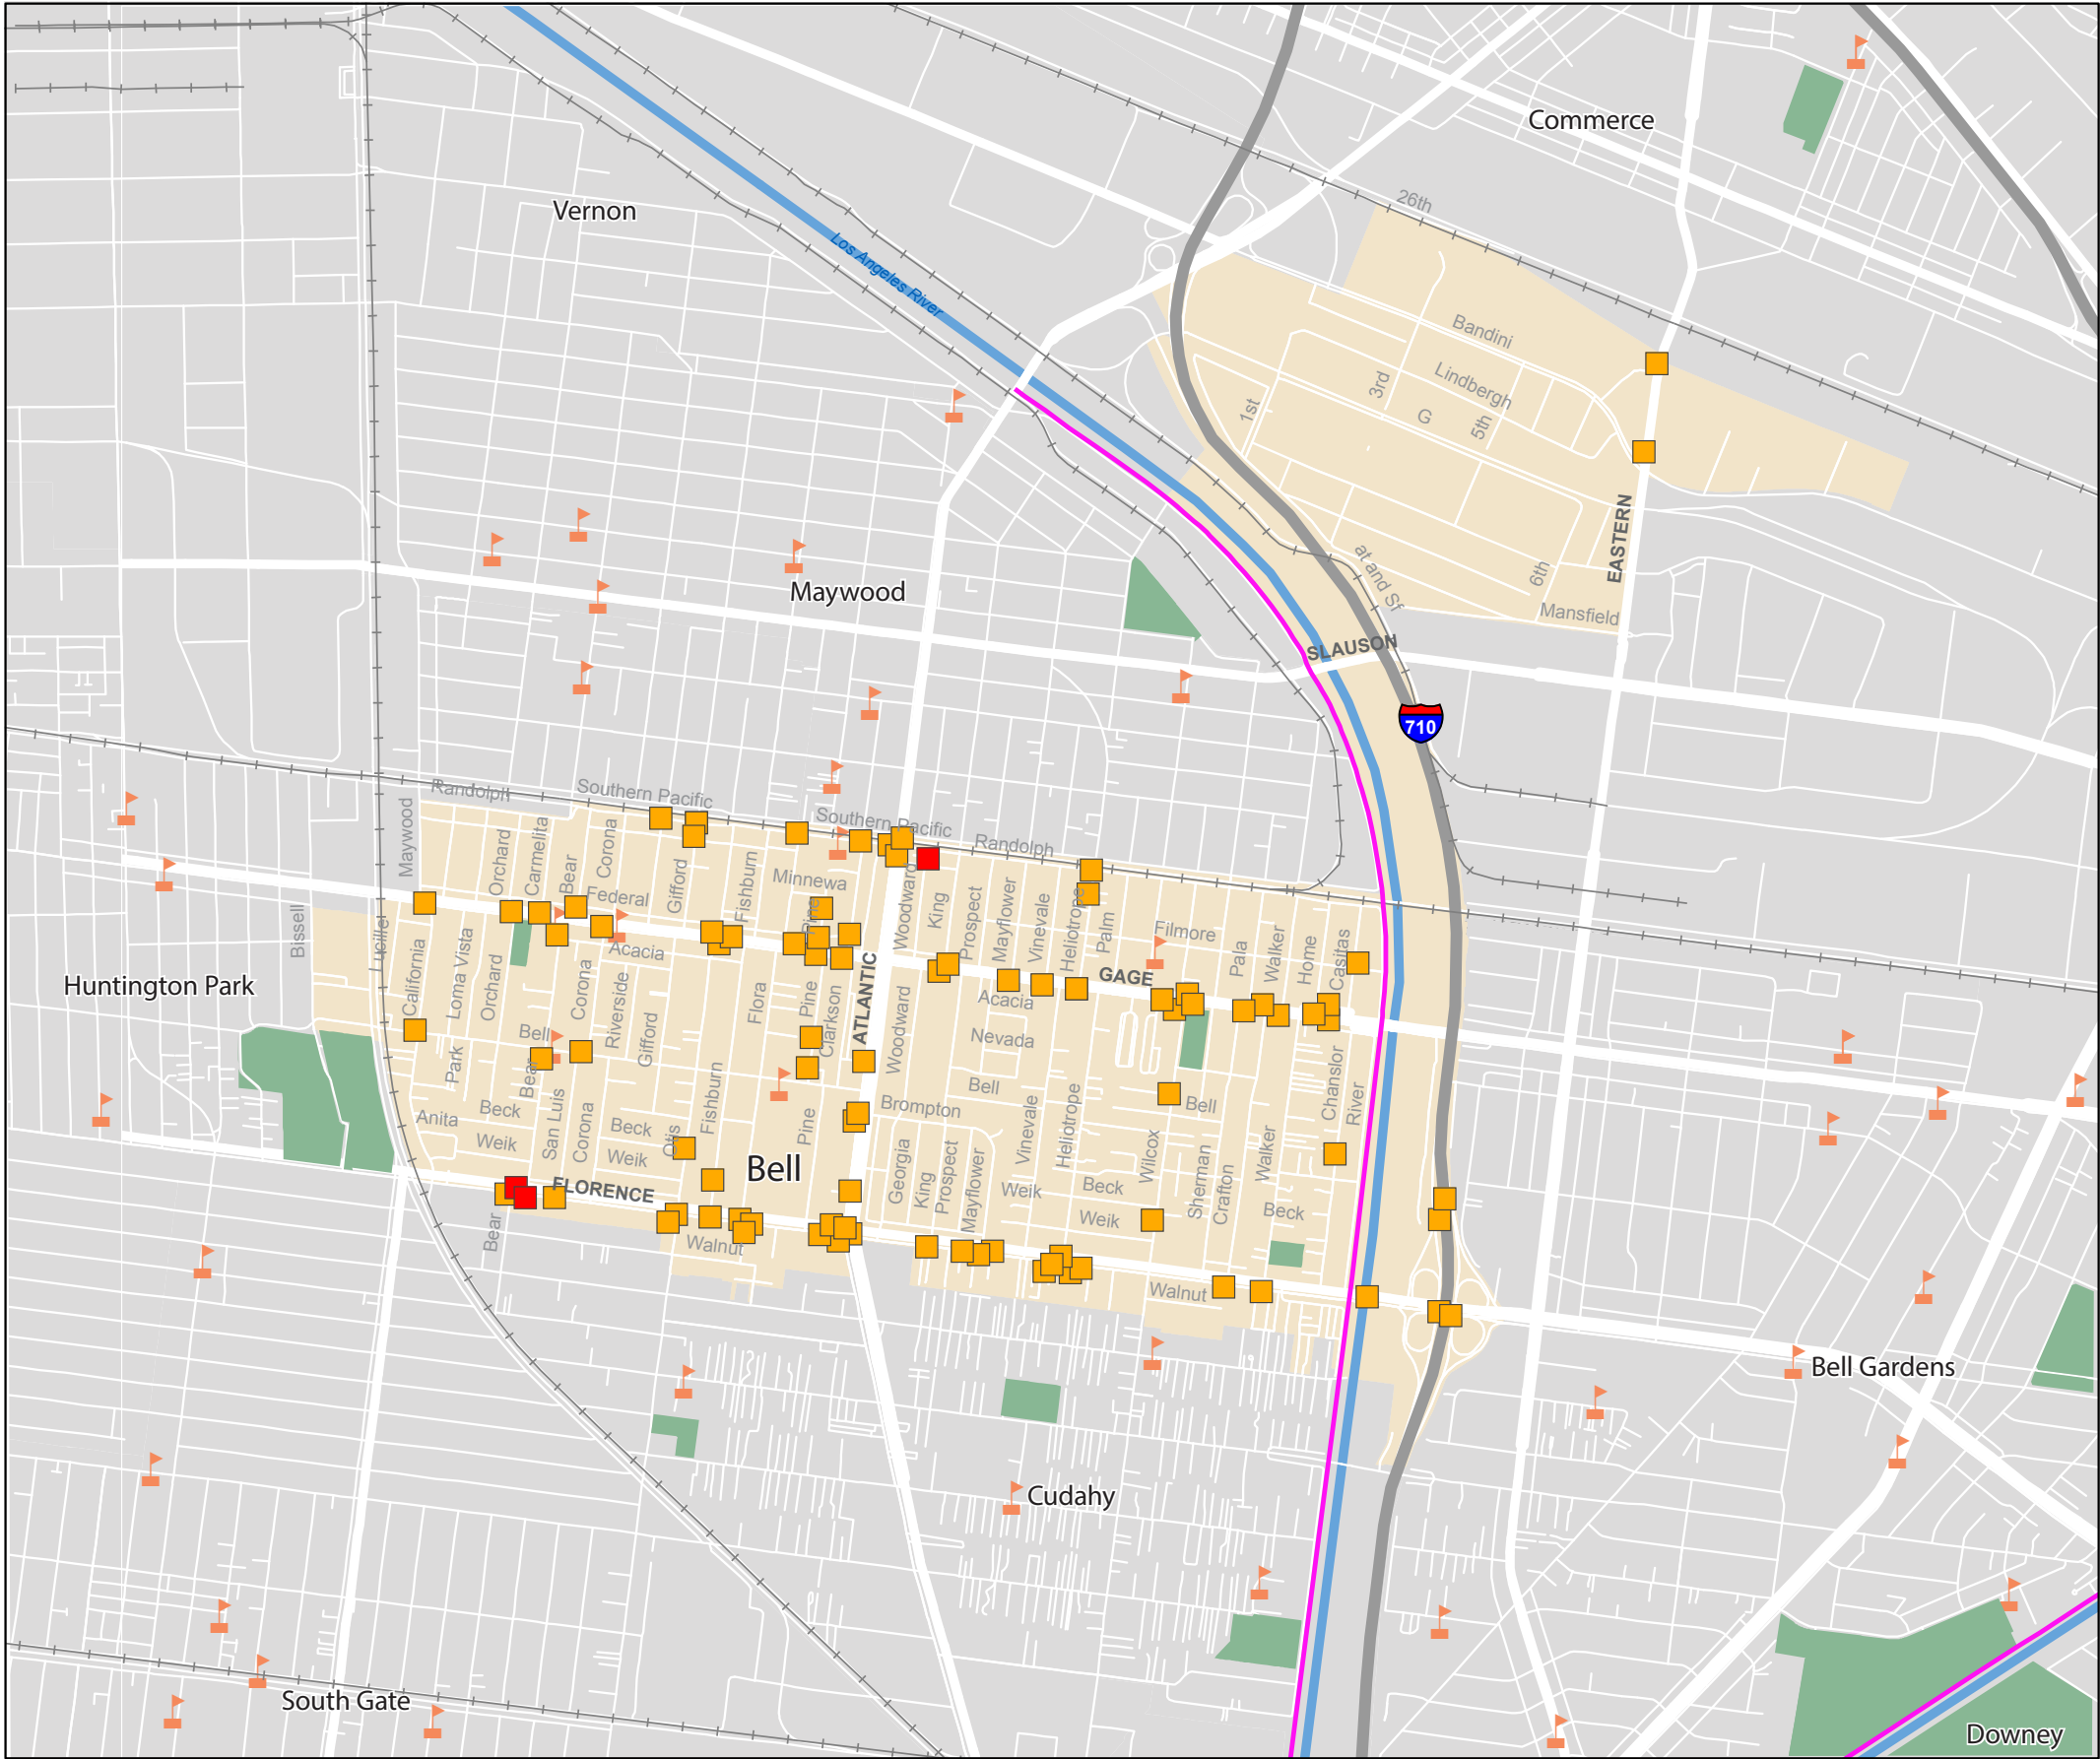 Commerce
26th
Vernon
Los Angeles River
Bandini
Lindbergh
3rd
G
5th
1st
EASTERN
at and Sf
6th
Mansfield
Maywood
SLAUSON
710
Randolph
Southern Pacific
Southern Pacific
Randolph
Maywood
Orchard
Carmelita
Bear
Corona
Federal
Gifford
Fishburn
Minnewa
Pine
Woodward
King
Prospect
Mayflower
Vinevale
Heliotrope
Palm
Filmore
Pala
Walker
Home
Casitas
Bissell
Lucille
California
Loma Vista
Orchard
Corona
Acacia
Riverside
Gifford
Flora
Pine
Clarkson
ATLANTIC
Woodward
Acacia
GAGE
Nevada
Huntington Park
Park
Bell
Bear
San Luis
Corona
Fishburn
Bell
Brompton
Vinevale
Heliotrope
Bell
Chanslor
River
Anita
Beck
Weik
Beck
Weik
Otis
Pine
Bell
Georgia
King
Prospect
Mayflower
Weik
Beck
Weik
Wilcox
Sherman
Crafton
Walker
Beck
FLORENCE
Bear
Walnut
Walnut
Bell Gardens
Cudahy
South Gate
Downey